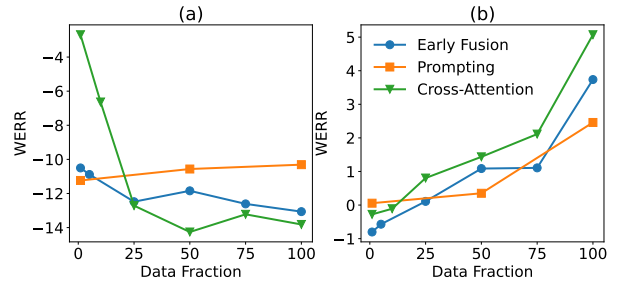 (a)
WERR
−4
−6
−8
−10
−12
−14
0
25
50
75
100
Data Fraction
(b)
WERR
5
4
3
2
1
0
−1
0
25
50
75
100
Data Fraction
Early Fusion
Prompting
Cross-Attention